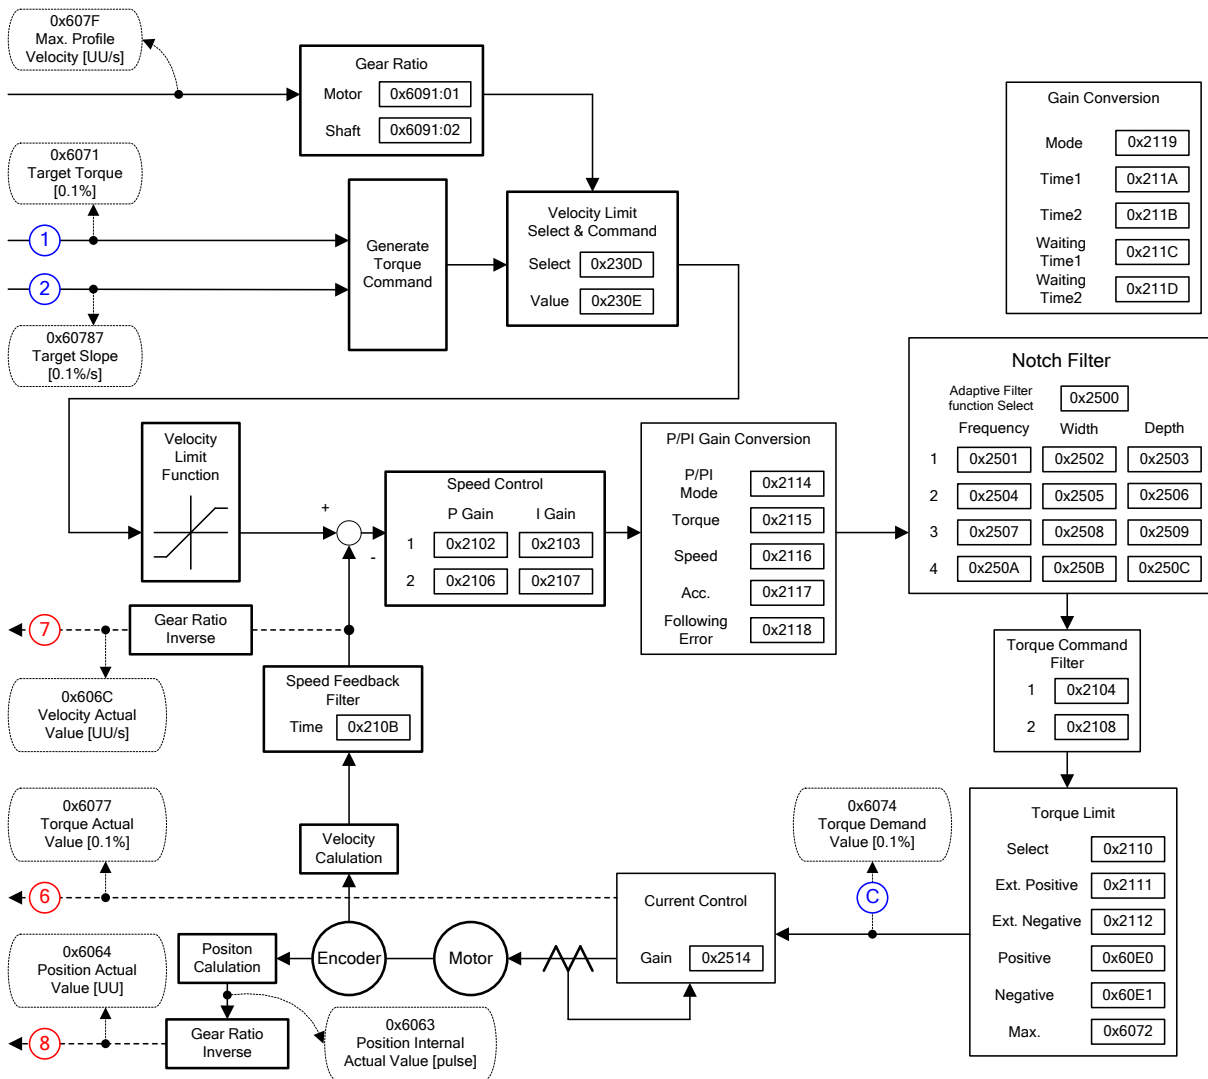 0x607F
Max. Profile
Velocity [UU/s]
Gear Ratio
Motor 0x6091:01
Shaft 0x6091:02
Gain Conversion
Mode 0x2119
Time1 0x211A
Time2 0x211B
Waiting
Time1
0x211C
Waiting
Time2
0x211D
0x6071
Target Torque
[0.1%]
1
2
0x60787
Target Slope
[0.1%/s]
Generate
Torque
Command
Velocity Limit
Select & Command
Select 0x230D
Value 0x230E
Notch Filter
Adaptive Filter
function Select
0x2500
Frequency Width Depth
1 0x2501 0x2502 0x2503
2 0x2504 0x2505 0x2506
3 0x2507 0x2508 0x2509
4 0x250A 0x250B 0x250C
Velocity
Limit
Function
+
-
Speed Control
P Gain I Gain
1 0x2102 0x2103
2 0x2106 0x2107
P/PI Gain Conversion
P/PI
Mode
0x2114
Torque 0x2115
Speed 0x2116
Acc. 0x2117
Following
Error
0x2118
7
Gear Ratio
Inverse
0x606C
Velocity Actual
Value [UU/s]
Speed Feedback
Filter
Time 0x210B
Torque Command
Filter
1 0x2104
2 0x2108
0x6077
Torque Actual
Value [0.1%]
Velocity
Calulation
0x6074
Torque Demand
Value [0.1%]
Torque Limit
Select 0x2110
Ext. Positive 0x2111
Ext. Negative 0x2112
Positive 0x60E0
Negative 0x60E1
Max. 0x6072
6
C
Current Control
Gain 0x2514
0x6064
Position Actual
Value [UU]
Positon
Calulation
Encoder
Motor
8
Gear Ratio
Inverse
0x6063
Position Internal
Actual Value [pulse]